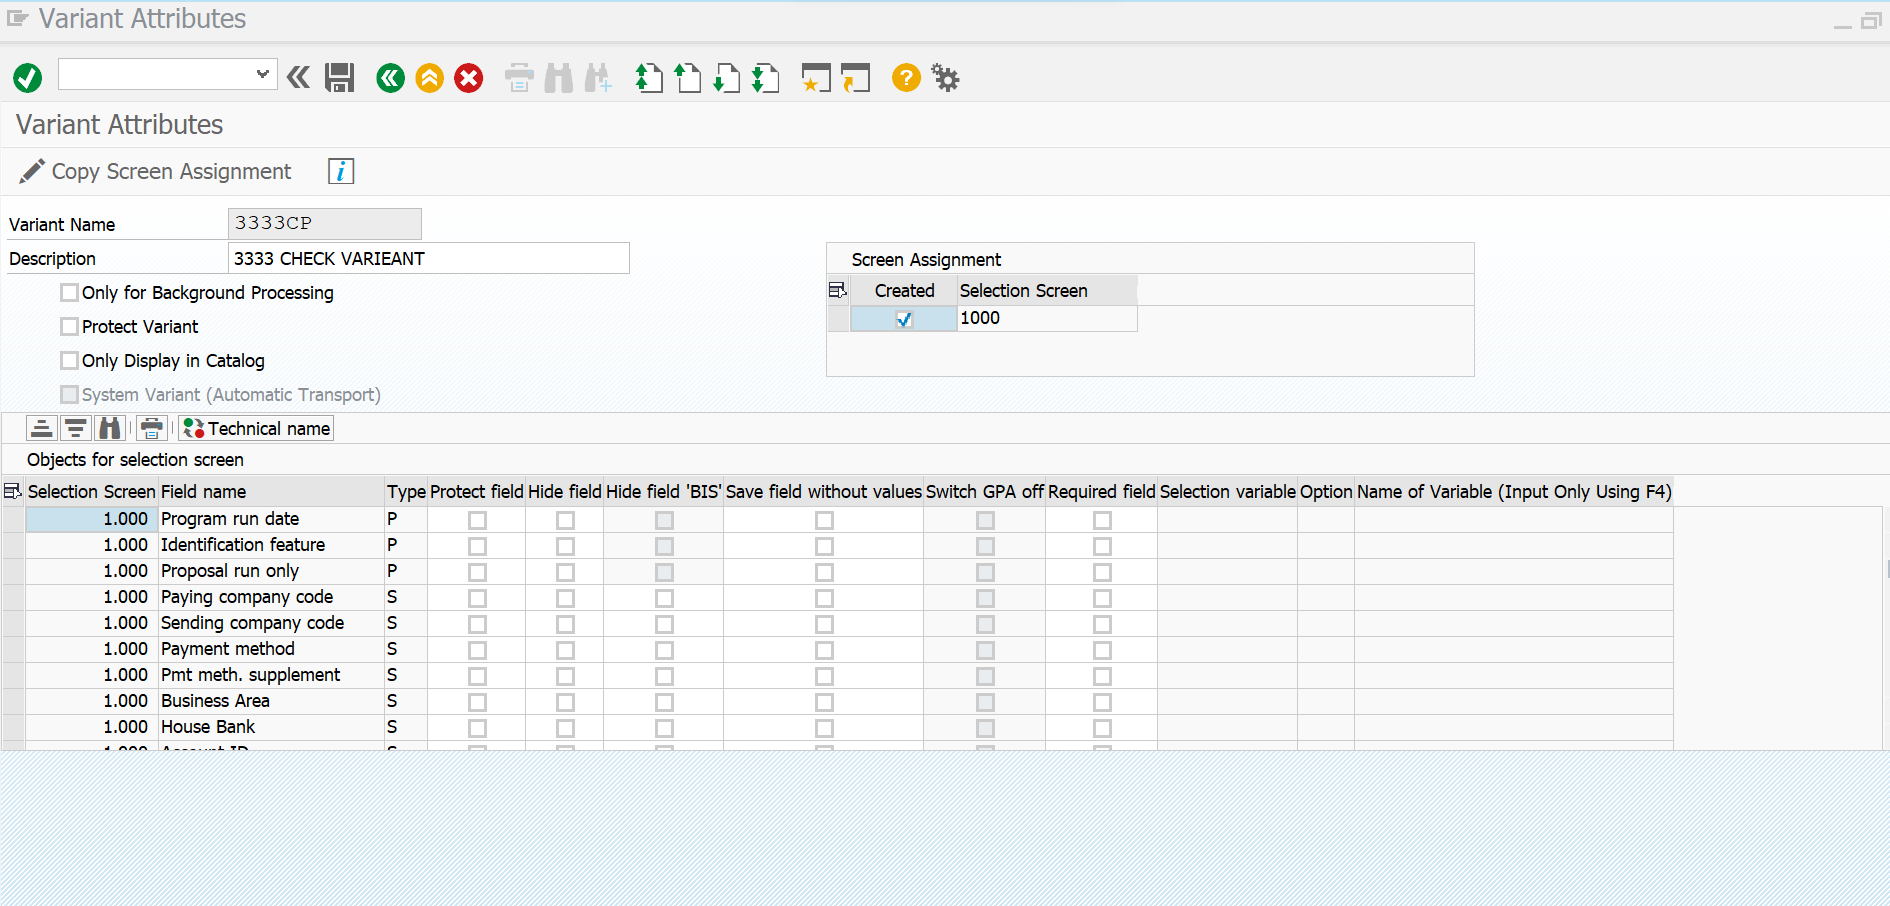 Variant Attributes
Variant Attributes
Copy Screen Assignment
Variant Name 3333CP
Description 3333 CHECK VARIEANT
Only for Background Processing
Protect Variant
Only Display in Catalog
System Variant (Automatic Transport)
Screen Assignment
Created Selection Screen
1000
Technical name
Objects for selection screen
Selection Screen Field name Type Protect field Hide field Hide field 'BIS' Save field without values Switch GPA off Required field Selection variable Option Name of Variable (Input Only Using F4)
1.000 Program run date P
1.000 Identification feature P
1.000 Proposal run only P
1.000 Paying company code S
1.000 Sending company code S
1.000 Payment method S
1.000 Pmt meth. supplement S
1.000 Business Area S
1.000 House Bank S
1.000 Account ID S